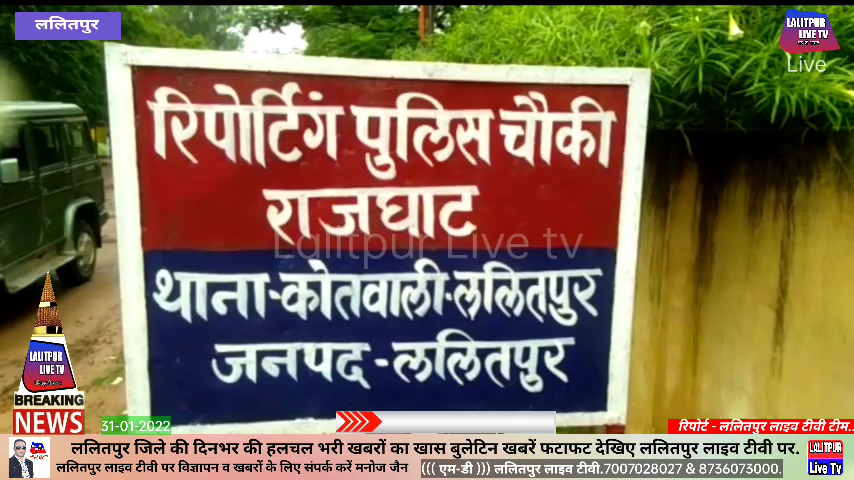 ललितपुर
LALITPUR
LIVE TV
Live
रिपोर्टिंग पुलिस चौकी
राजघाट
Lalitpur Live tv
थाना-कोतवाली-ललितपुर
जनपद-ललितपुर
LALITPUR
LIVE TV
BREAKING
NEWS
31-01-2022
रिपोर्ट - ललितपुर लाइव टीवी टीम..
ललितपुर जिले की दिनभर की हलचल भरी खबरों का खास बुलेटिन खबरें फटाफट देखिए ललितपुर लाइव टीवी पर.
ललितपुर लाइव टीवी पर विज्ञापन व खबरों के लिए संपर्क करें मनोज जैन ((( एम-डी ))) ललितपुर लाइव टीवी.7007028027 & 8736073000.
LALITPUR
Live Tv